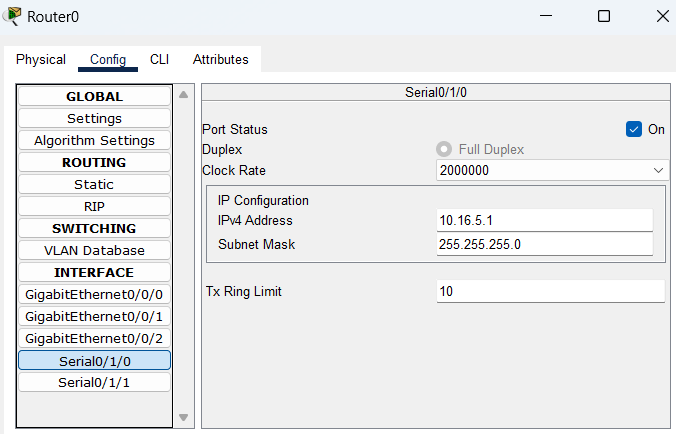 Router0
Physical Config CLI Attributes
GLOBAL
Settings
Algorithm Settings
ROUTING
Static
RIP
SWITCHING
VLAN Database
INTERFACE
GigabitEthernet0/0/0
GigabitEthernet0/0/1
GigabitEthernet0/0/2
Serial0/1/0
Serial0/1/1
Serial0/1/0
Port Status On
Duplex Full Duplex
Clock Rate 2000000
IP Configuration
IPv4 Address 10.16.5.1
Subnet Mask 255.255.255.0
Tx Ring Limit 10